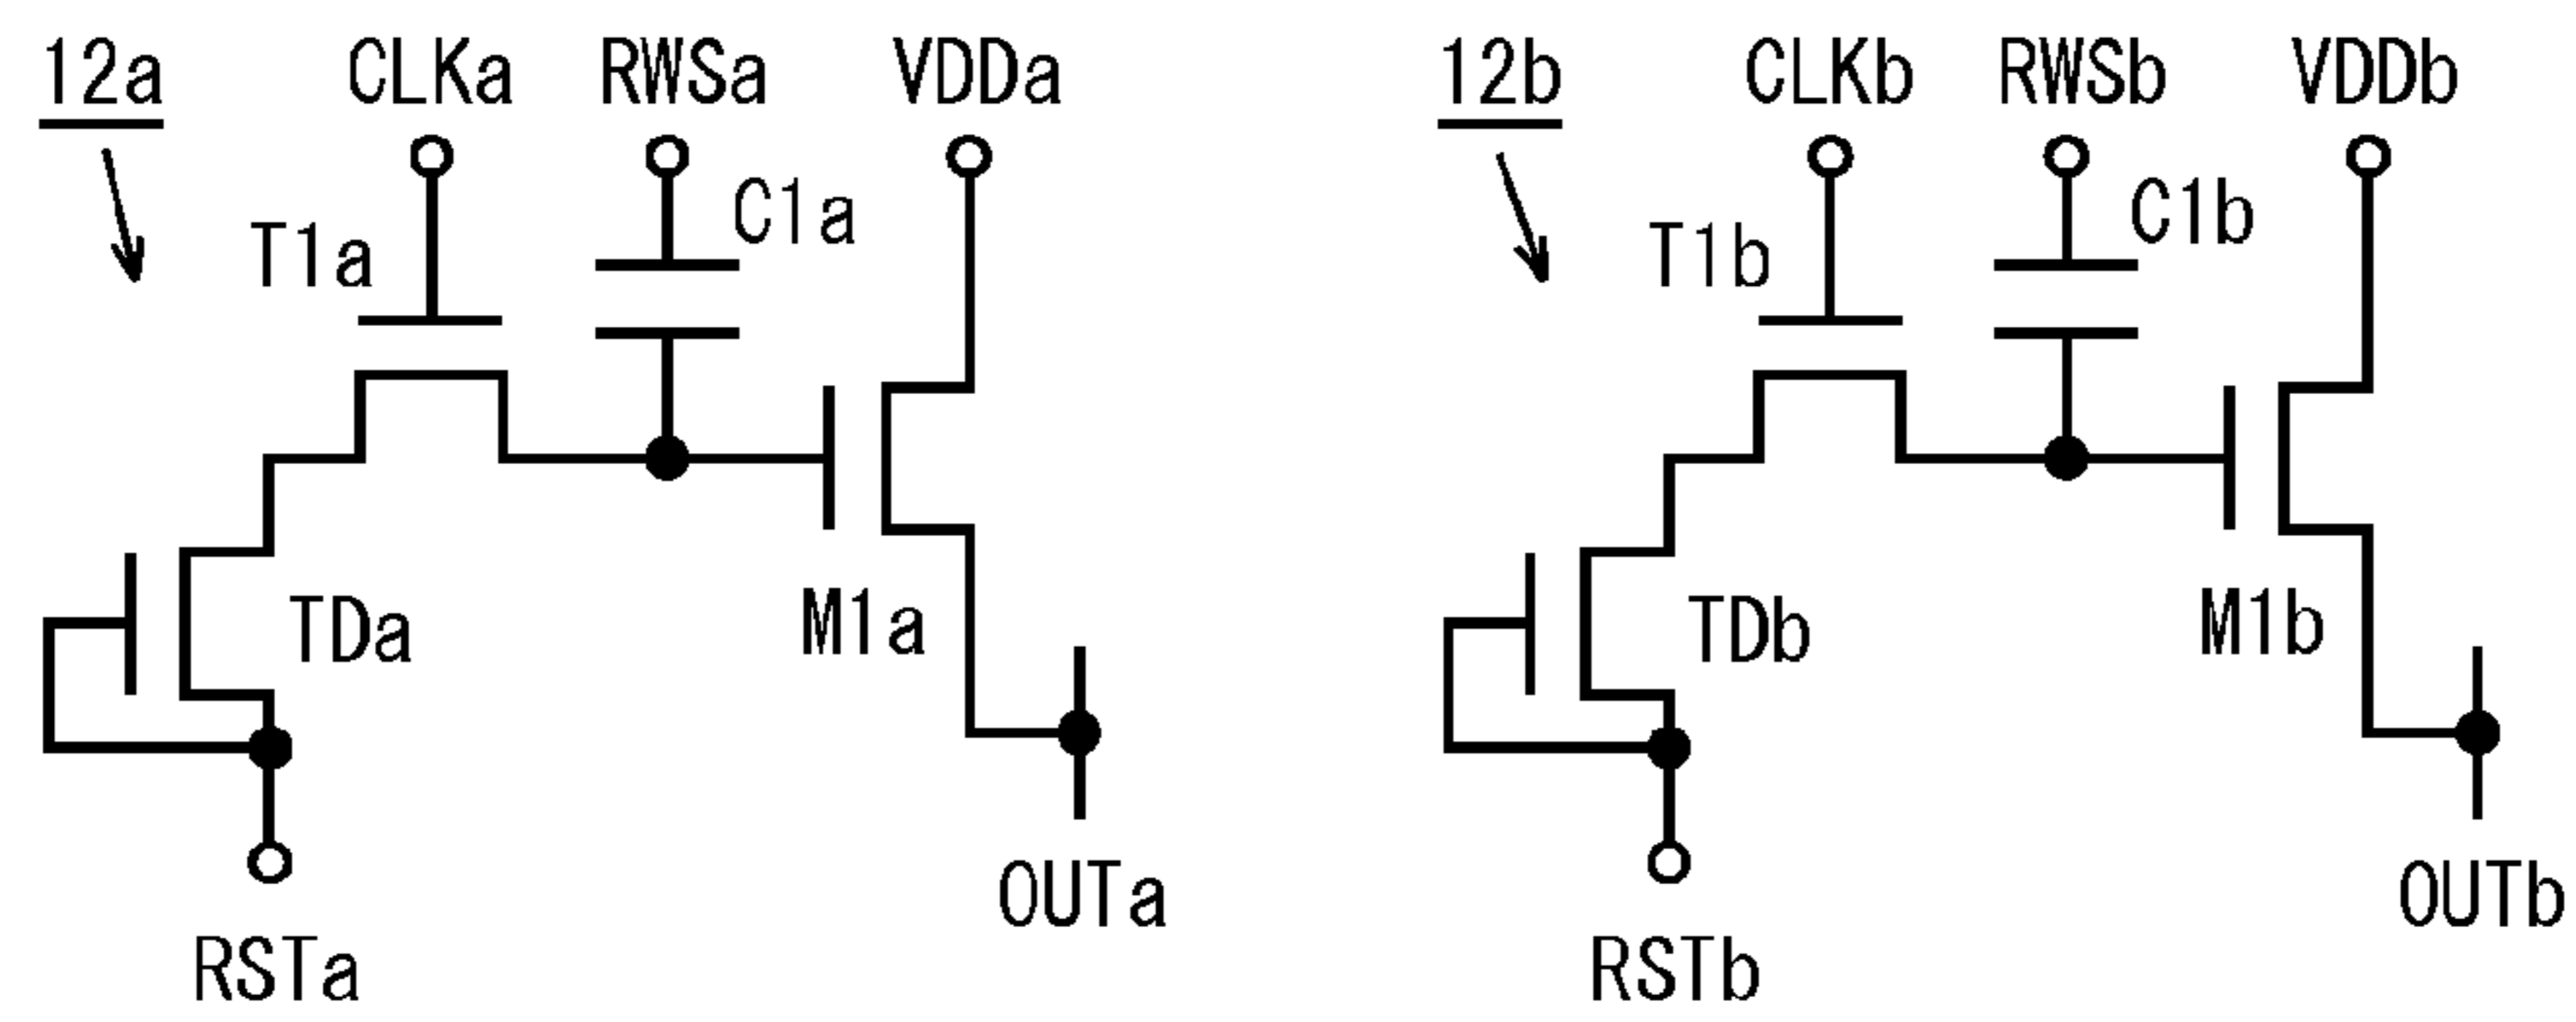 12a
CLKa
RWSa
VDDa
C1a
T1a
TDa
M1a
OUTa
RSTa
12b
CLKb
RWSb
VDDb
C1b
T1b
TDb
M1b
OUTb
RSTb